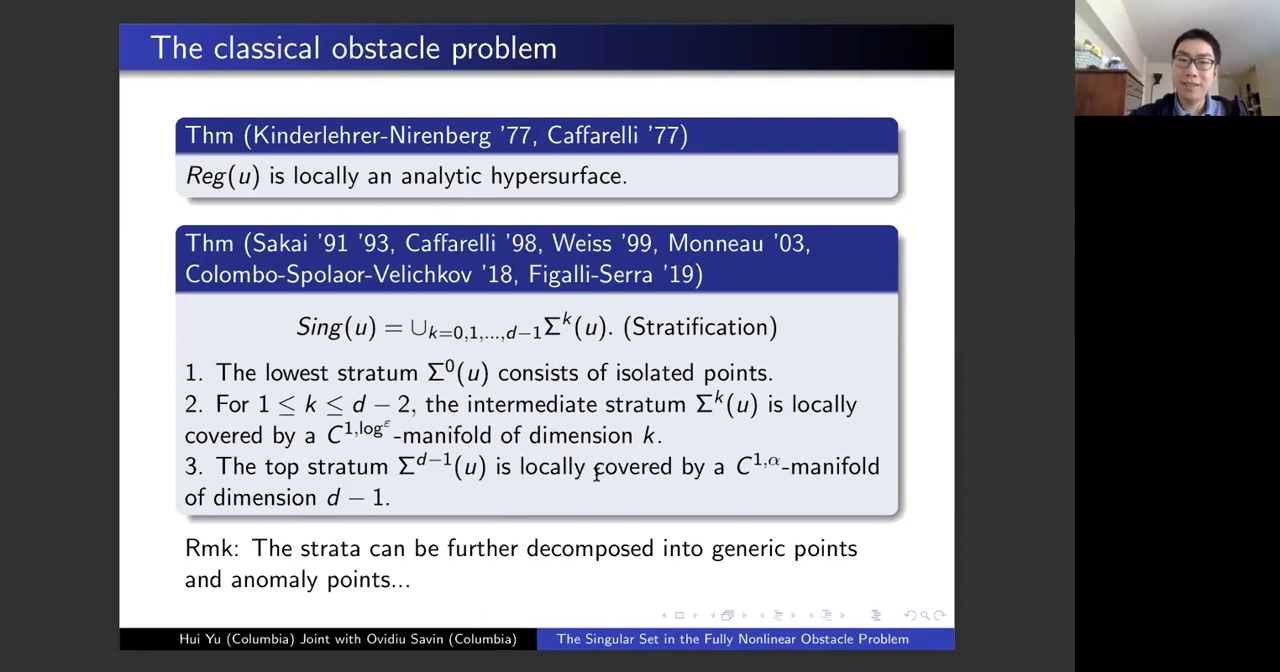 The classical obstacle problem
Thm (Kinderlehrer-Nirenberg '77, Caffarelli '77)
Reg(u) is locally an analytic hypersurface.
Thm (Sakai '91 '93, Caffarelli '98, Weiss '99, Monneau '03,
Colombo-Spolaor-Velichkov '18, Figalli-Serra '19)
Sing(u) = ∪_{k=0,1,...,d−1}Σ^k(u). (Stratification)
1. The lowest stratum Σ^0(u) consists of isolated points.
2. For 1 ≤ k ≤ d − 2, the intermediate stratum Σ^k(u) is locally
covered by a C^{1,log^ε}-manifold of dimension k.
3. The top stratum Σ^{d−1}(u) is locally covered by a C^{1,α}-manifold
of dimension d − 1.
Rmk: The strata can be further decomposed into generic points
and anomaly points...
Hui Yu (Columbia) Joint with Ovidiu Savin (Columbia)
The Singular Set in the Fully Nonlinear Obstacle Problem